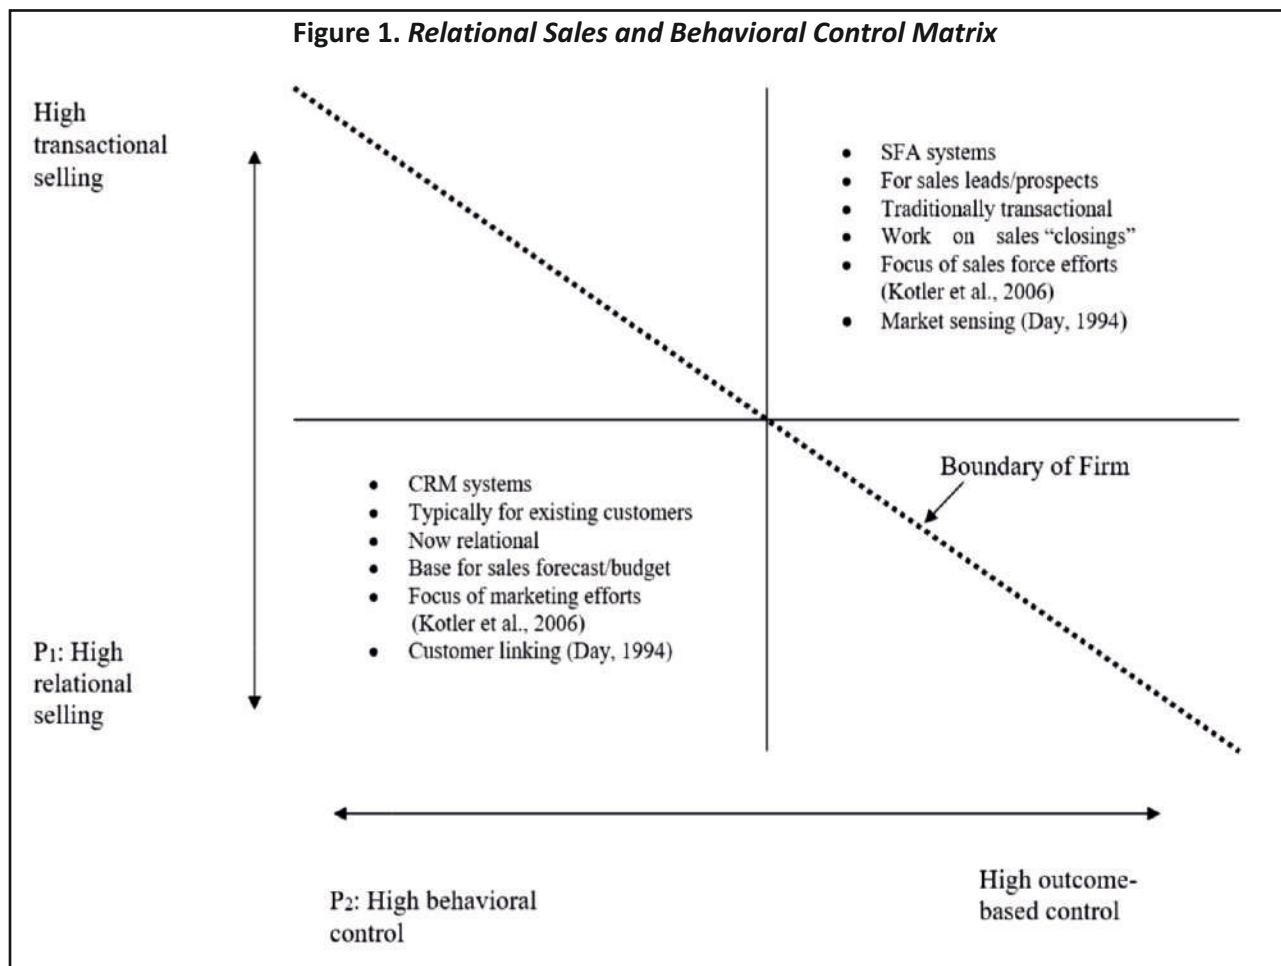 Figure 1. Relational Sales and Behavioral Control Matrix
High
transactional
selling
• SFA systems
• For sales leads/prospects
• Traditionally transactional
• Work on sales “closings”
• Focus of sales force efforts
(Kotler et al., 2006)
• Market sensing (Day, 1994)
Boundary of Firm
• CRM systems
• Typically for existing customers
• Now relational
• Base for sales forecast/budget
• Focus of marketing efforts
(Kotler et al., 2006)
• Customer linking (Day, 1994)
P1: High
relational
selling
P2: High behavioral
control
High outcome-
based control